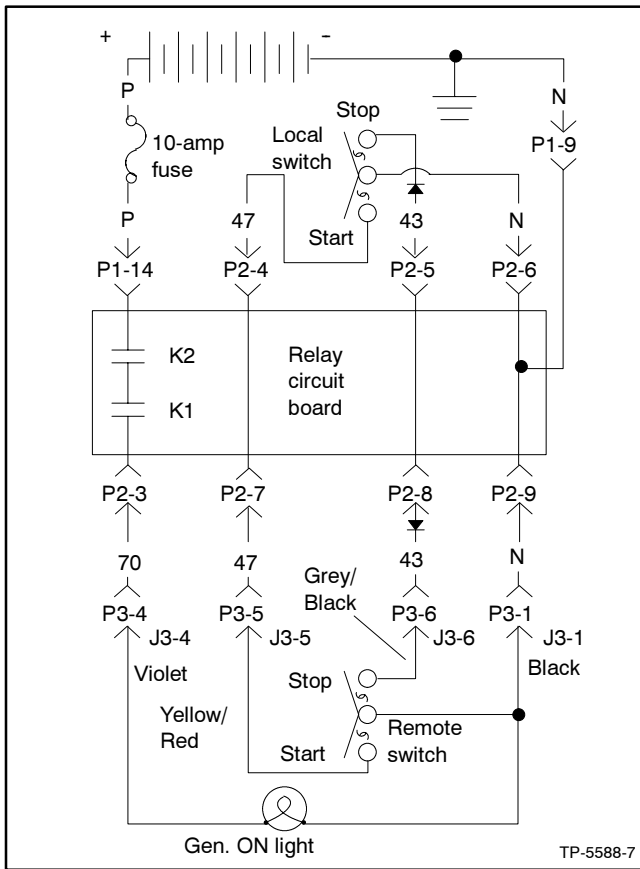 + -
P
Stop
N
10-amp
fuse
Local
switch
P1-9
P
47
Start
43
N
P1-14
P2-4
P2-5
P2-6
K2
K1
Relay
circuit
board
P2-3
P2-7
P2-8
P2-9
70
47
43
N
Grey/
Black
P3-4
J3-4
P3-5
J3-5
P3-6
J3-6
P3-1
J3-1
Violet
Yellow/
Red
Stop
Black
Start
Remote
switch
Gen. ON light
TP-5588-7